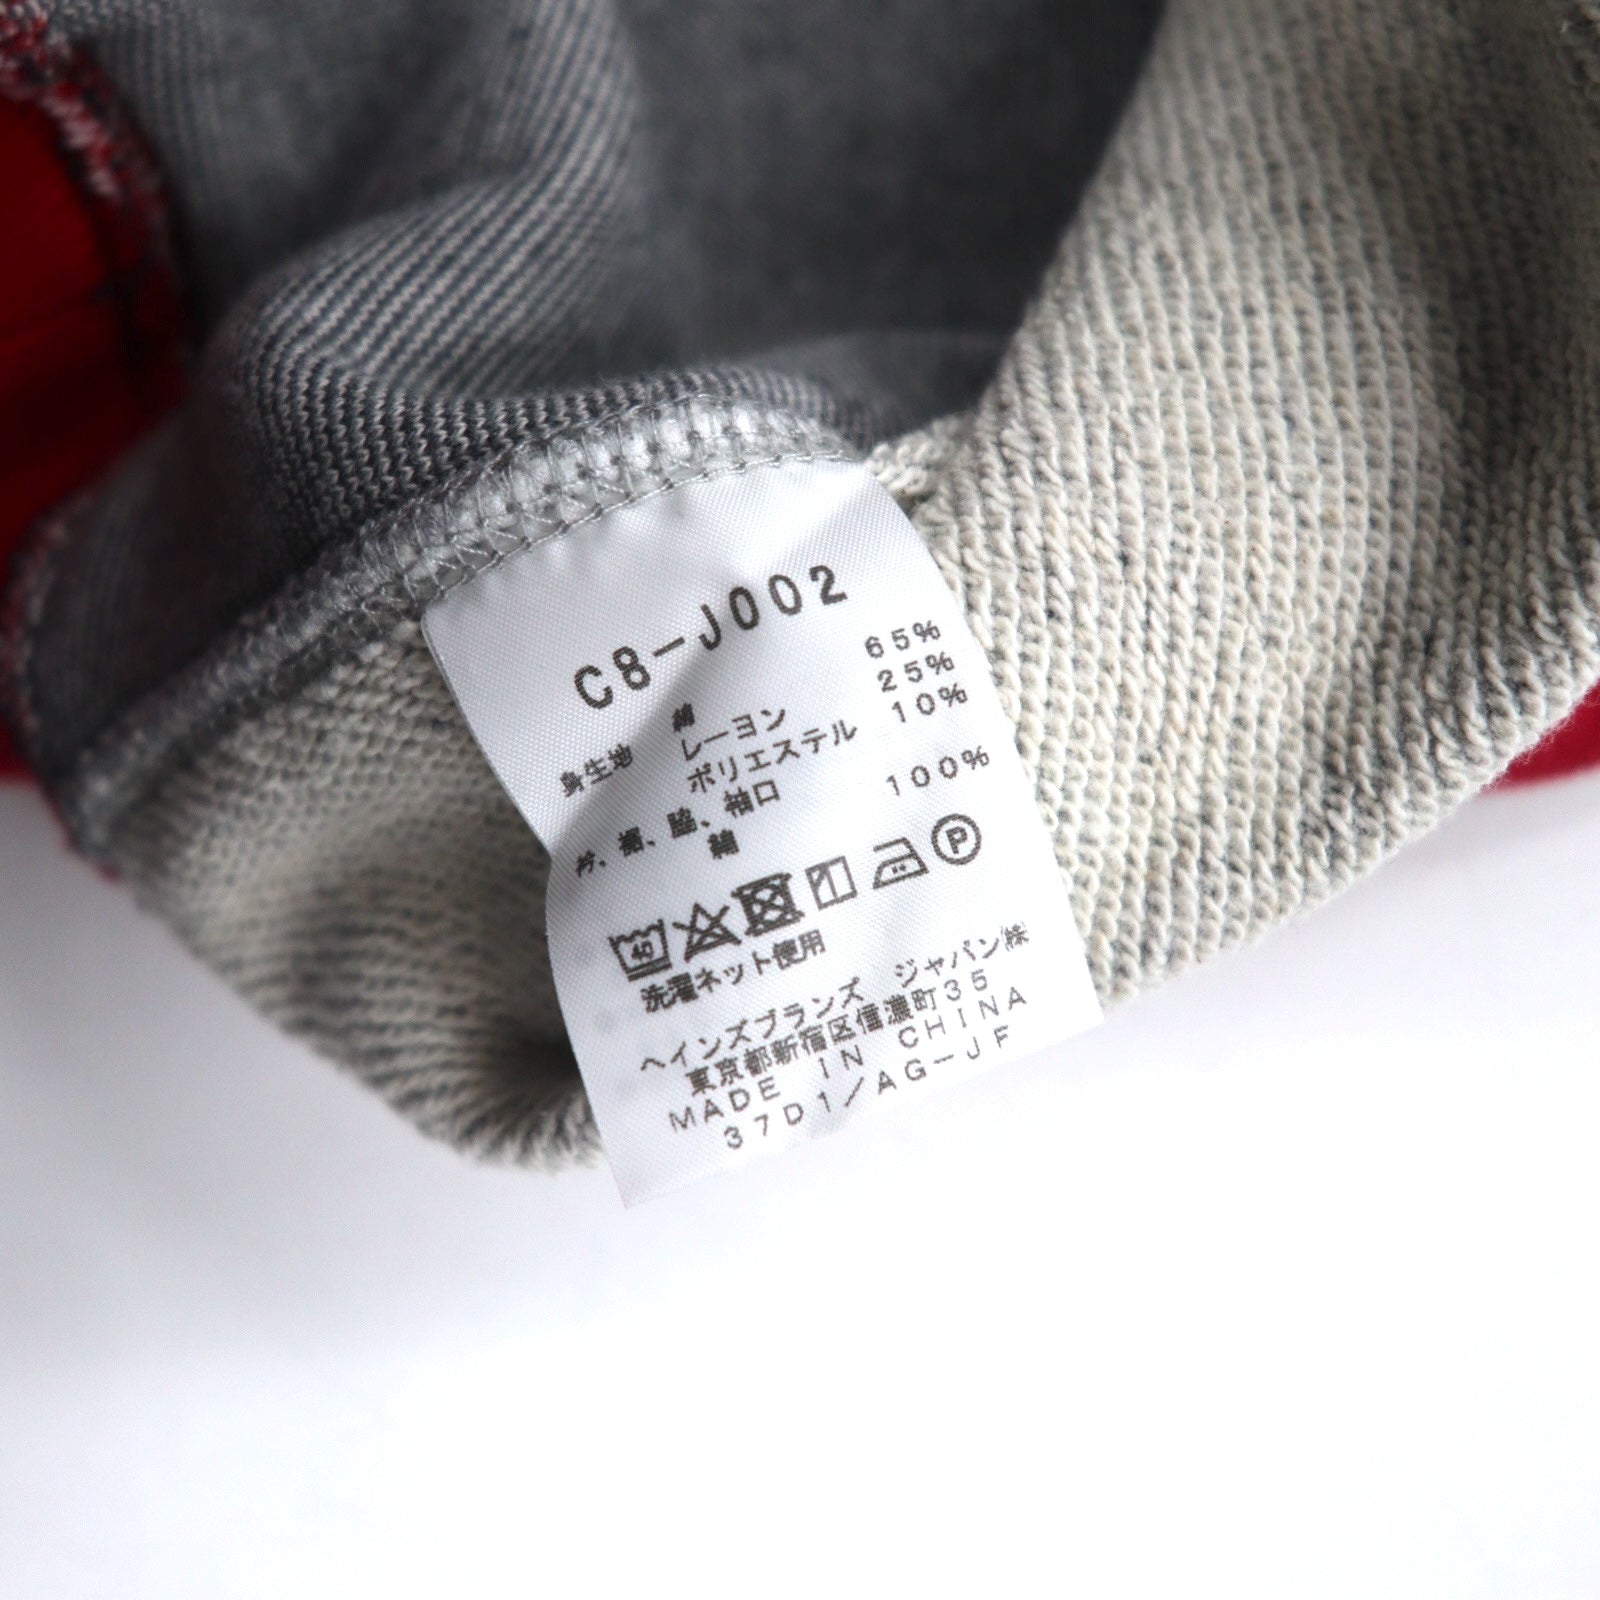 C8-J002
身生地 綿 65%
レーヨン 25%
ポリエステル 10%
衿、裾、脇、袖口
綿 100%
45 P
洗濯ネット使用
ヘインズブランズ ジャパン㈱
東京都新宿区信濃町35
MADE IN CHINA
37D1/AG-JF